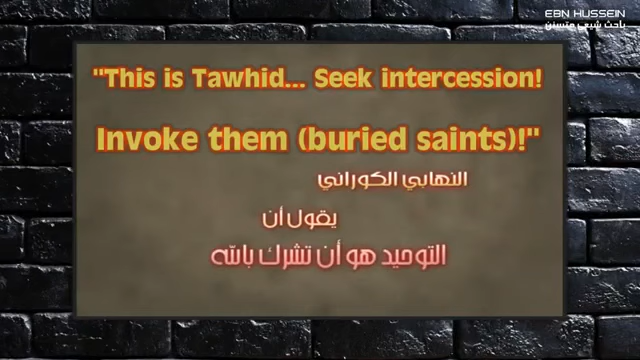 EBN HUSSEIN
باحث شيعي متسنن
"This is Tawhid... Seek intercession!
Invoke them (buried saints)!"
النهابي الكوراني
يقول أن
التوحيد هو أن تشرك بالله